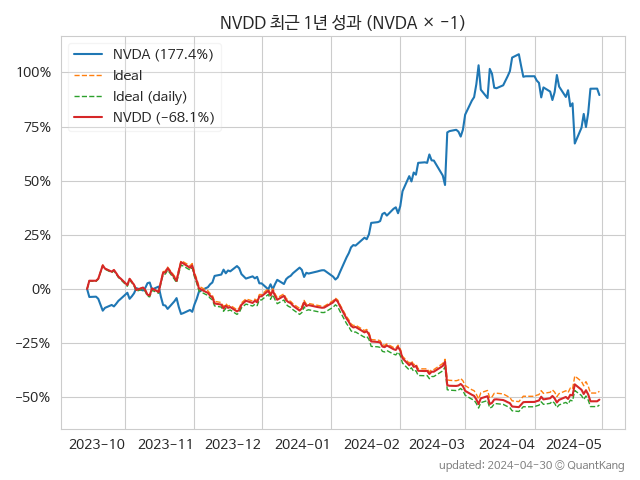 NVDD 최근 1년 성과 (NVDA × −1)
NVDA (177.4%)
Ideal
Ideal (daily)
NVDD (−68.1%)
100%
75%
50%
25%
0%
−25%
−50%
2023-10 2023-11 2023-12 2024-01 2024-02 2024-03 2024-04 2024-05
updated: 2024-04-30 © QuantKang